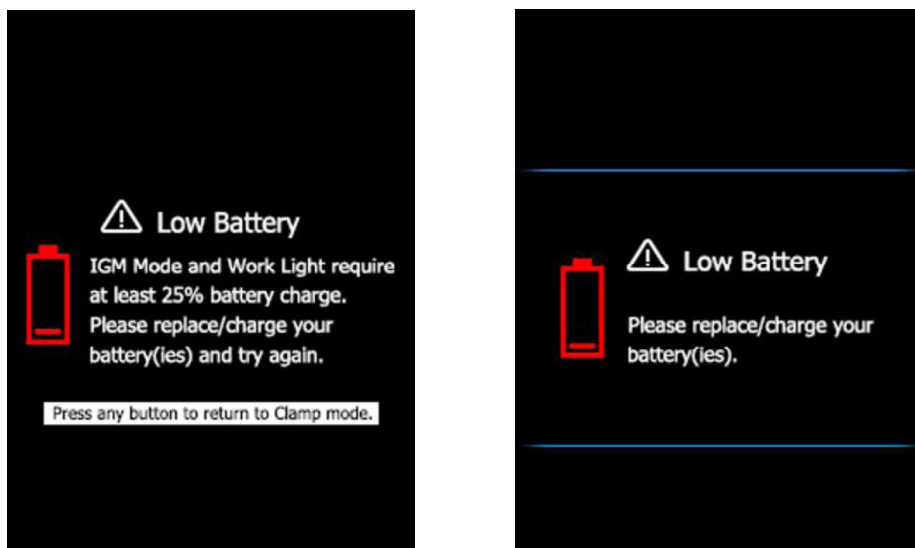 Low Battery
IGM Mode and Work Light require
at least 25% battery charge.
Please replace/charge your
battery(ies) and try again.
Press any button to return to Clamp mode.
Low Battery
Please replace/charge your
battery(ies).